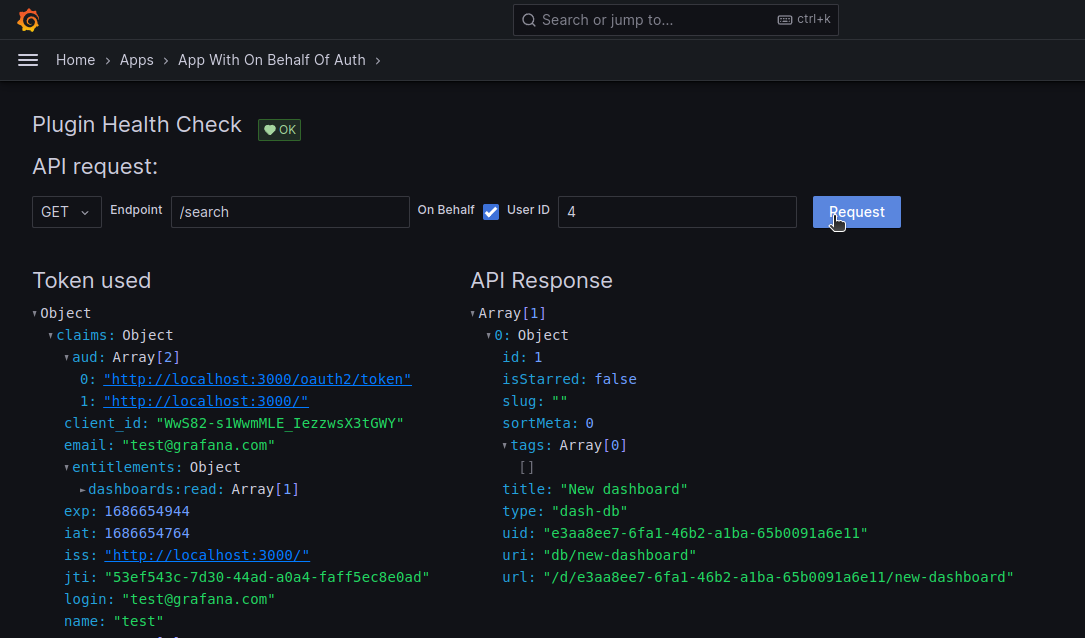 Search or jump to... ctrl+k
Home › Apps › App With On Behalf Of Auth ›
Plugin Health Check OK
API request:
GET Endpoint /search On Behalf User ID 4 Request
Token used
Object
claims: Object
aud: Array[2]
0: "http://localhost:3000/oauth2/token"
1: "http://localhost:3000/"
client_id: "WwS82-s1WwmMLE_IezzwsX3tGWY"
email: "test@grafana.com"
entitlements: Object
dashboards:read: Array[1]
exp: 1686654944
iat: 1686654764
iss: "http://localhost:3000/"
jti: "53ef543c-7d30-44ad-a0a4-faff5ec8e0ad"
login: "test@grafana.com"
name: "test"
API Response
Array[1]
0: Object
id: 1
isStarred: false
slug: ""
sortMeta: 0
tags: Array[0]
[]
title: "New dashboard"
type: "dash-db"
uid: "e3aa8ee7-6fa1-46b2-a1ba-65b0091a6e11"
uri: "db/new-dashboard"
url: "/d/e3aa8ee7-6fa1-46b2-a1ba-65b0091a6e11/new-dashboard"